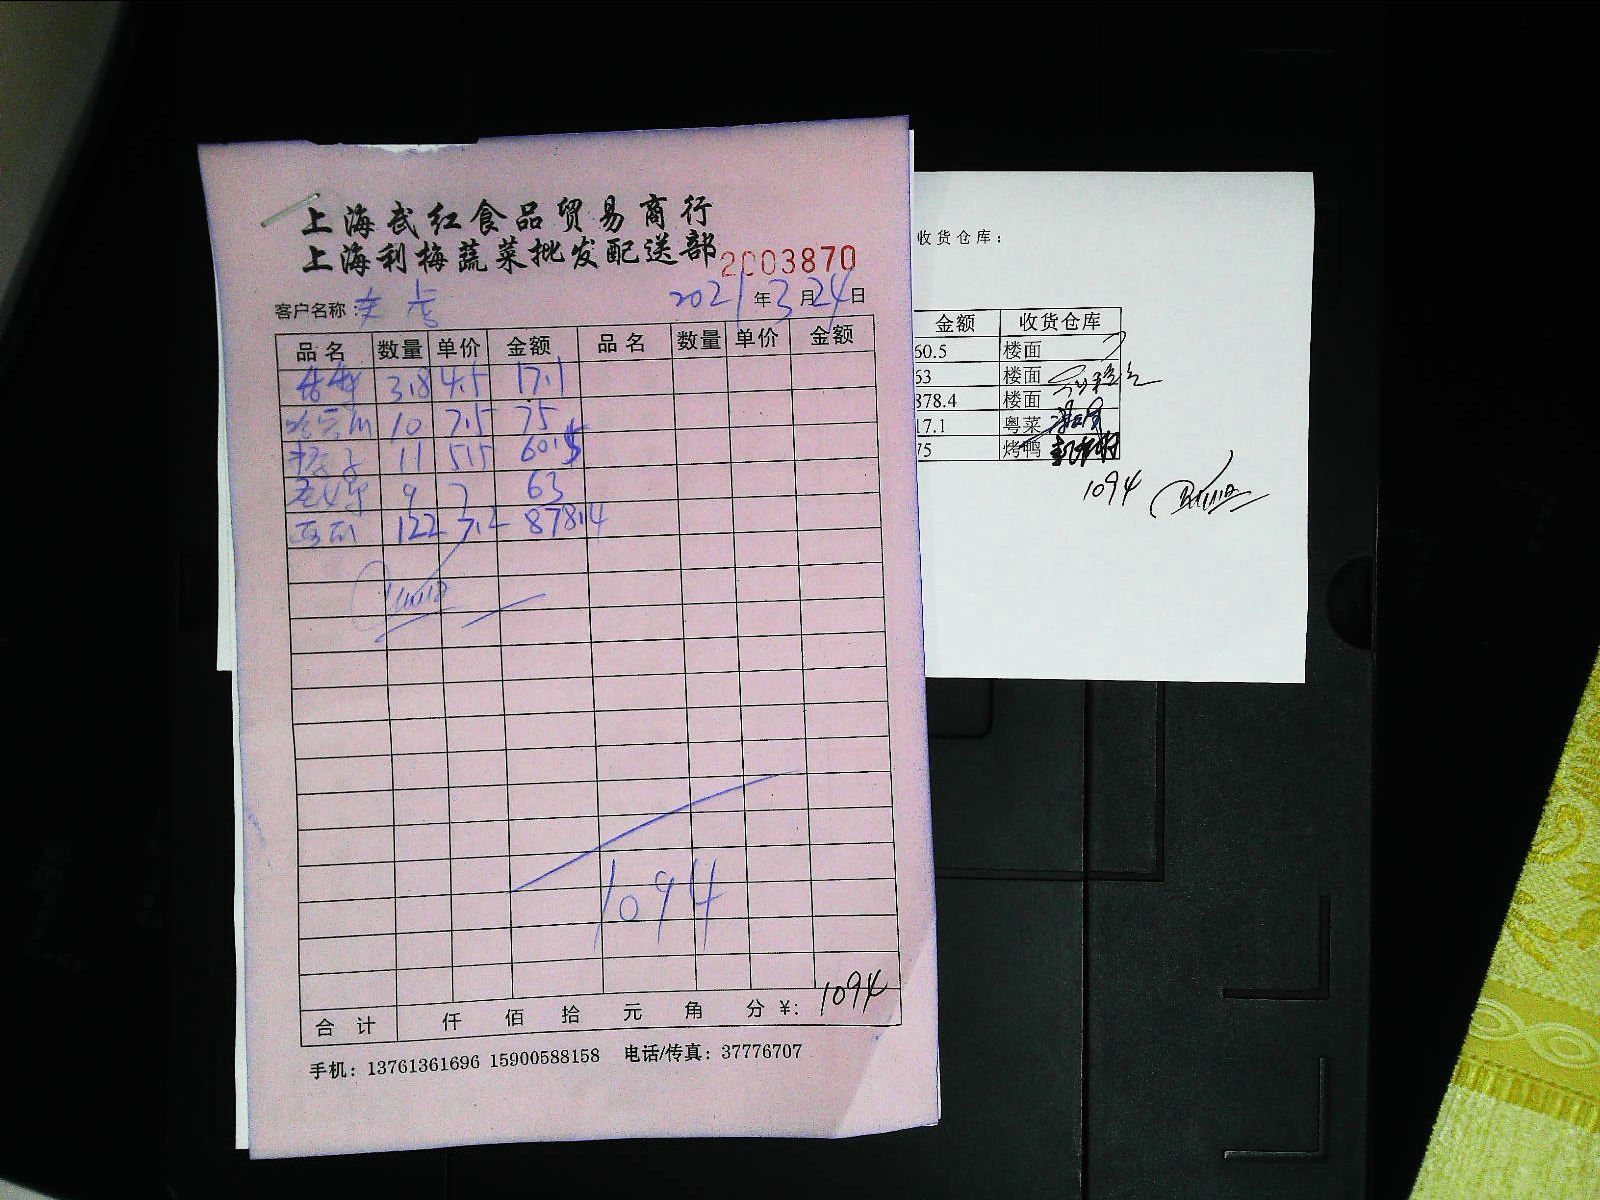 上海武红食品贸易商行
上海利梅蔬菜批发配送部
2003870
客户名称：
2021年3月24日
品名 数量 单价 金额 品名 数量 单价 金额
3.8 4.5 17.1
10 7.5 75
11 5.5 60.5
9 7 63
122 7.2 878.4
1094
合计 仟 佰 拾 元 角 分 ¥: 1094
手机：13761361696 15900588158 电话/传真：37776707
收货仓库：
金额 收货仓库
60.5 楼面
63 楼面
878.4 楼面
17.1 粤菜
75 烤鸭
1094